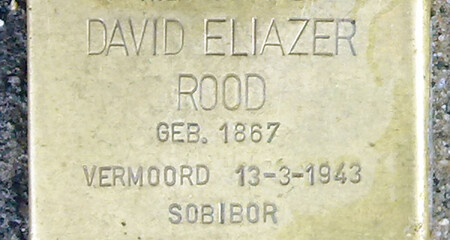 DAVID ELIAZER
ROOD
GEB. 1867
VERMOORD 13-3-1943
SOBIBOR